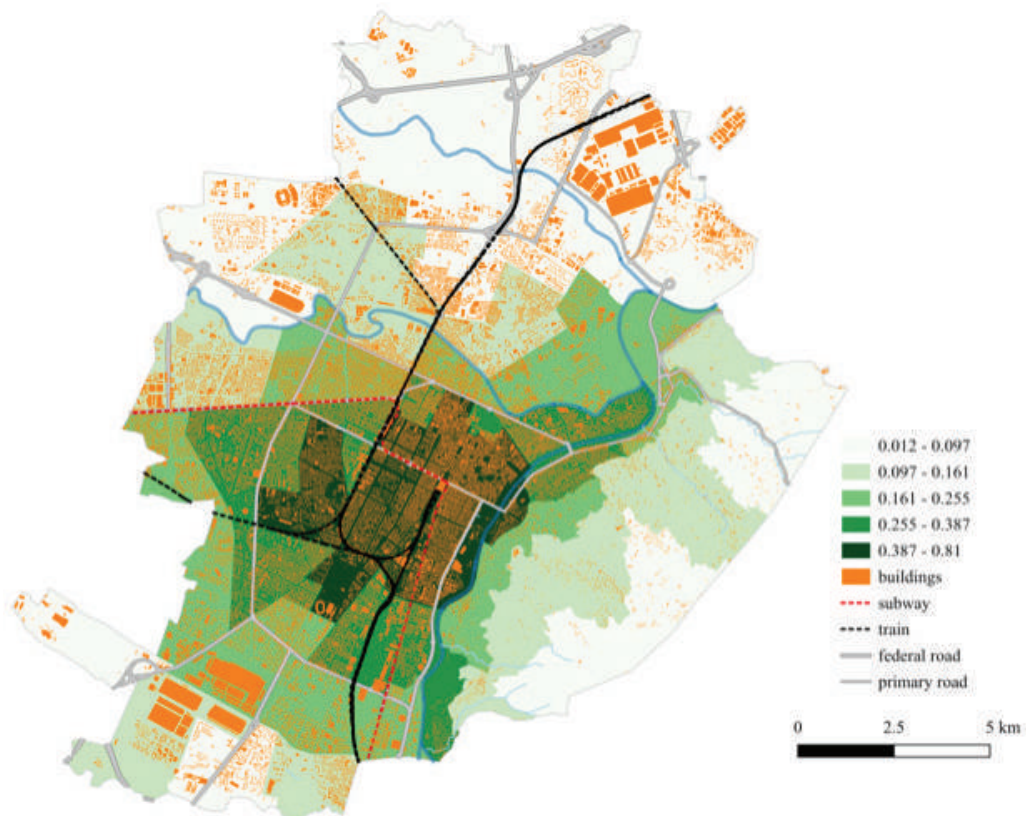 0.012 - 0.097
0.097 - 0.161
0.161 - 0.255
0.255 - 0.387
0.387 - 0.81
buildings
subway
train
federal road
primary road
0 2.5 5 km